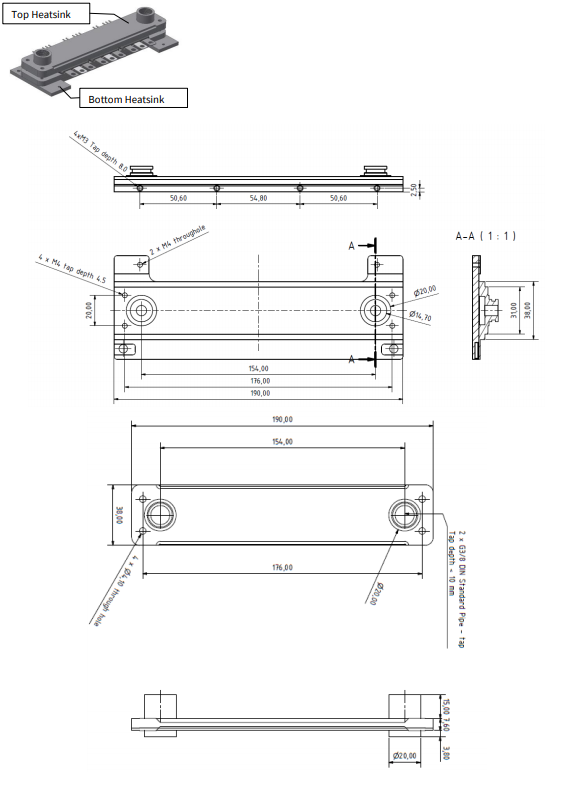 Top Heatsink
Bottom Heatsink
4xM3 Tap depth 8.0
50,60
54,80
50,60
2,50
2 x M4 throughole
A
A-A ( 1 : 1 )
4 x M4 tap depth 4.5
20,00
Ø20,00
Ø14,70
31,00
38,00
A
154,00
176,00
190,00
190,00
154,00
38,00
2 x G3/8 DIN Standard Pipe - tap
Tap depth < 10 mm
176,00
4 x Ø4,10 through hole
Ø20,00
15,00
7,60
3,80
Ø20,00